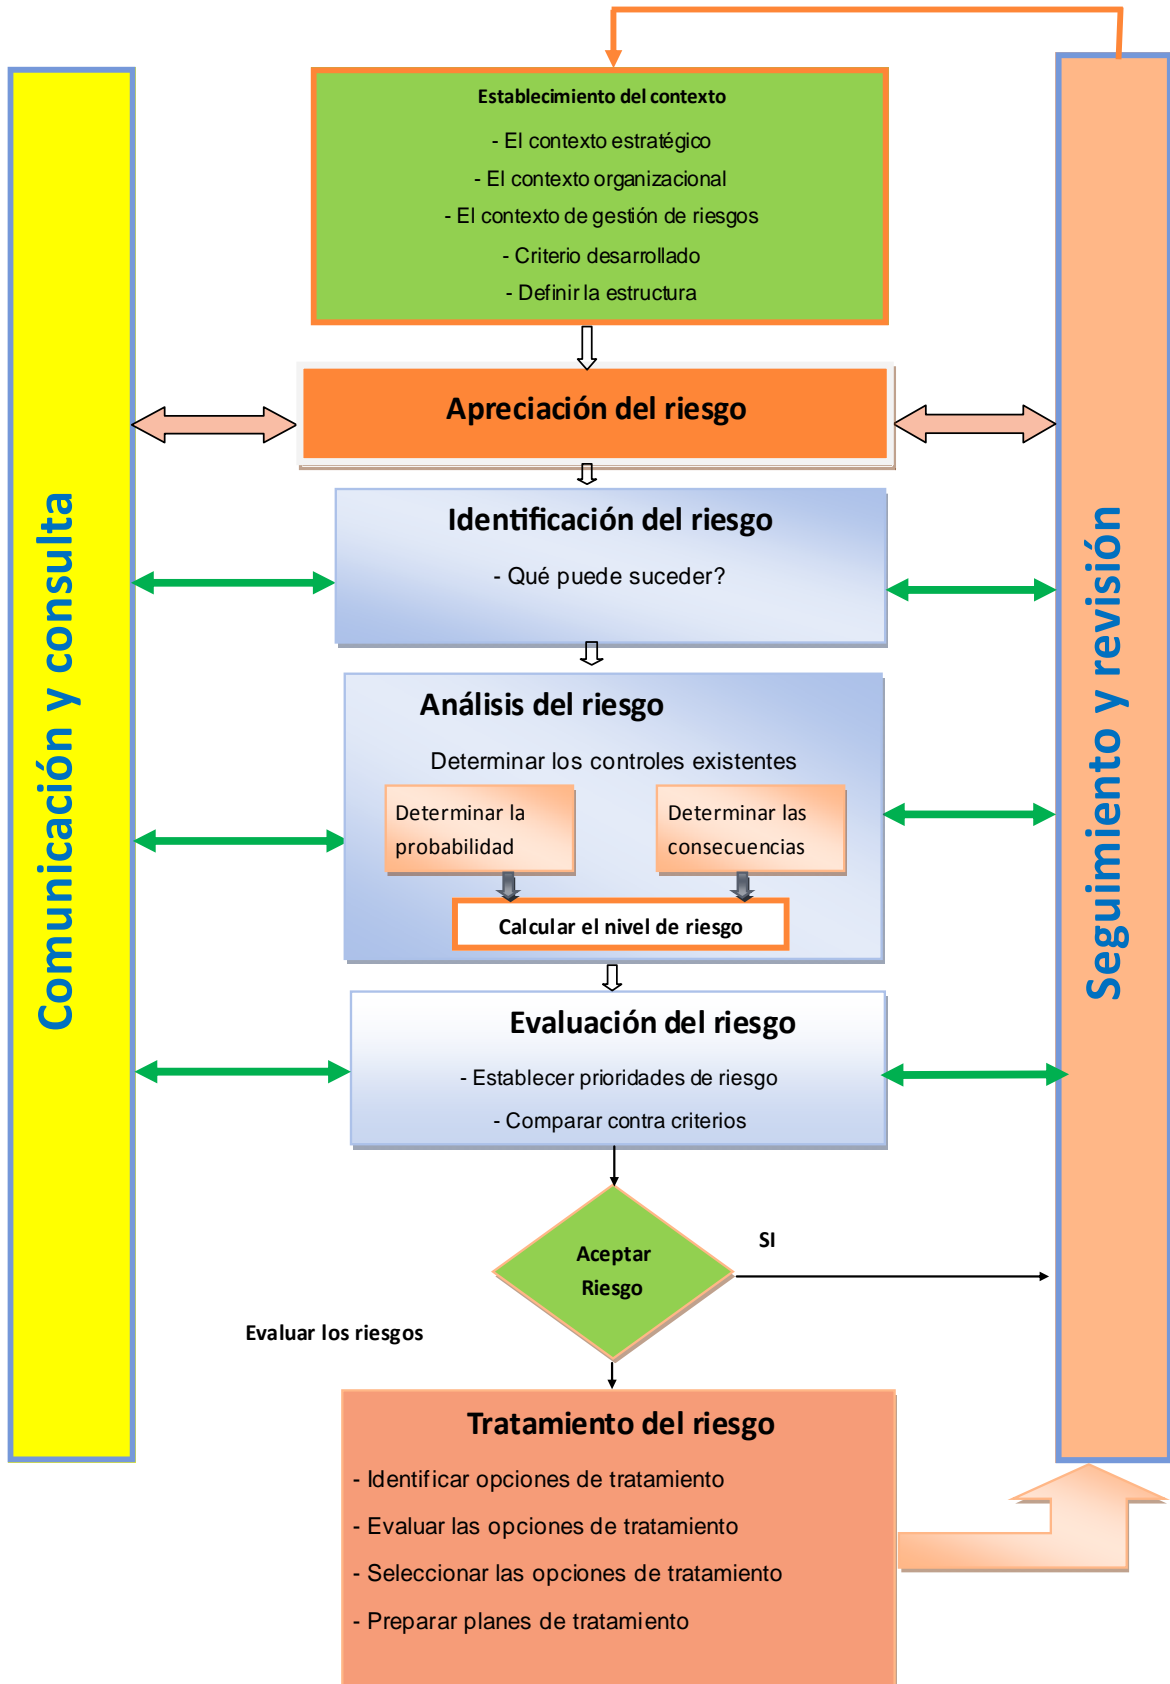 Establecimiento del contexto
- El contexto estratégico
- El contexto organizacional
- El contexto de gestión de riesgos
- Criterio desarrollado
- Definir la estructura
Apreciación del riesgo
Comunicación y consulta
Seguimiento y revisión
Identificación del riesgo
- Qué puede suceder?
Análisis del riesgo
Determinar los controles existentes
Determinar la
probabilidad
Determinar las
consecuencias
Calcular el nivel de riesgo
Evaluación del riesgo
- Establecer prioridades de riesgo
- Comparar contra criterios
Aceptar
Riesgo
SI
Evaluar los riesgos
Tratamiento del riesgo
- Identificar opciones de tratamiento
- Evaluar las opciones de tratamiento
- Seleccionar las opciones de tratamiento
- Preparar planes de tratamiento